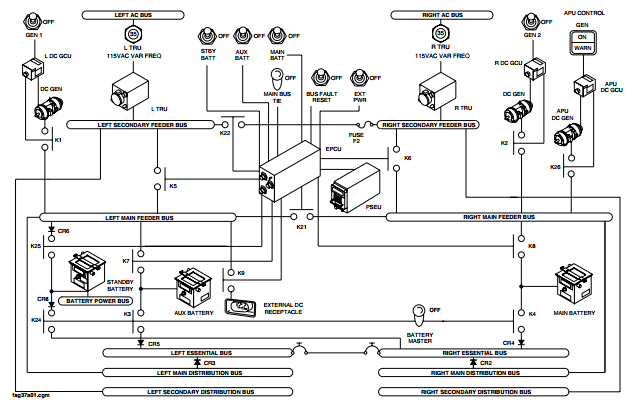 LEFT AC BUS
RIGHT AC BUS
APU CONTROL
OFF
GEN 1
35
L TRU
115VAC VAR FREQ
OFF
STBY
BATT
OFF
AUX
BATT
OFF
MAIN
BATT
35
R TRU
115VAC VAR FREQ
OFF
GEN 2
GEN
ON
WARN
L DC GCU
DC GEN
OFF
MAIN BUS
TIE
OFF
BUS FAULT
RESET
OFF
EXT
PWR
R DC GCU
DC GEN
APU
DC GCU
APU
DC GEN
L TRU
R TRU
LEFT SECONDARY FEEDER BUS
K22
FUSE
F2
RIGHT SECONDARY FEEDER BUS
K1
EPCU
K6
K2
K26
K5
PSEU
LEFT MAIN FEEDER BUS
K21
RIGHT MAIN FEEDER BUS
CR6
K25
K7
K9
K8
STANDBY
BATTERY
CR8
BATTERY POWER BUS
AUX BATTERY
EXTERNAL DC
RECEPTACLE
MAIN BATTERY
K24
K3
OFF
BATTERY
MASTER
K4
CR5
CR4
LEFT ESSENTIAL BUS
RIGHT ESSENTIAL BUS
CR3
CR2
LEFT MAIN DISTRIBUTION BUS
RIGHT MAIN DISTRIBUTION BUS
LEFT SECONDARY DISTRIBUTION BUS
RIGHT SECONDARY DISTRIBUTION BUS
fsg37a01.cgm